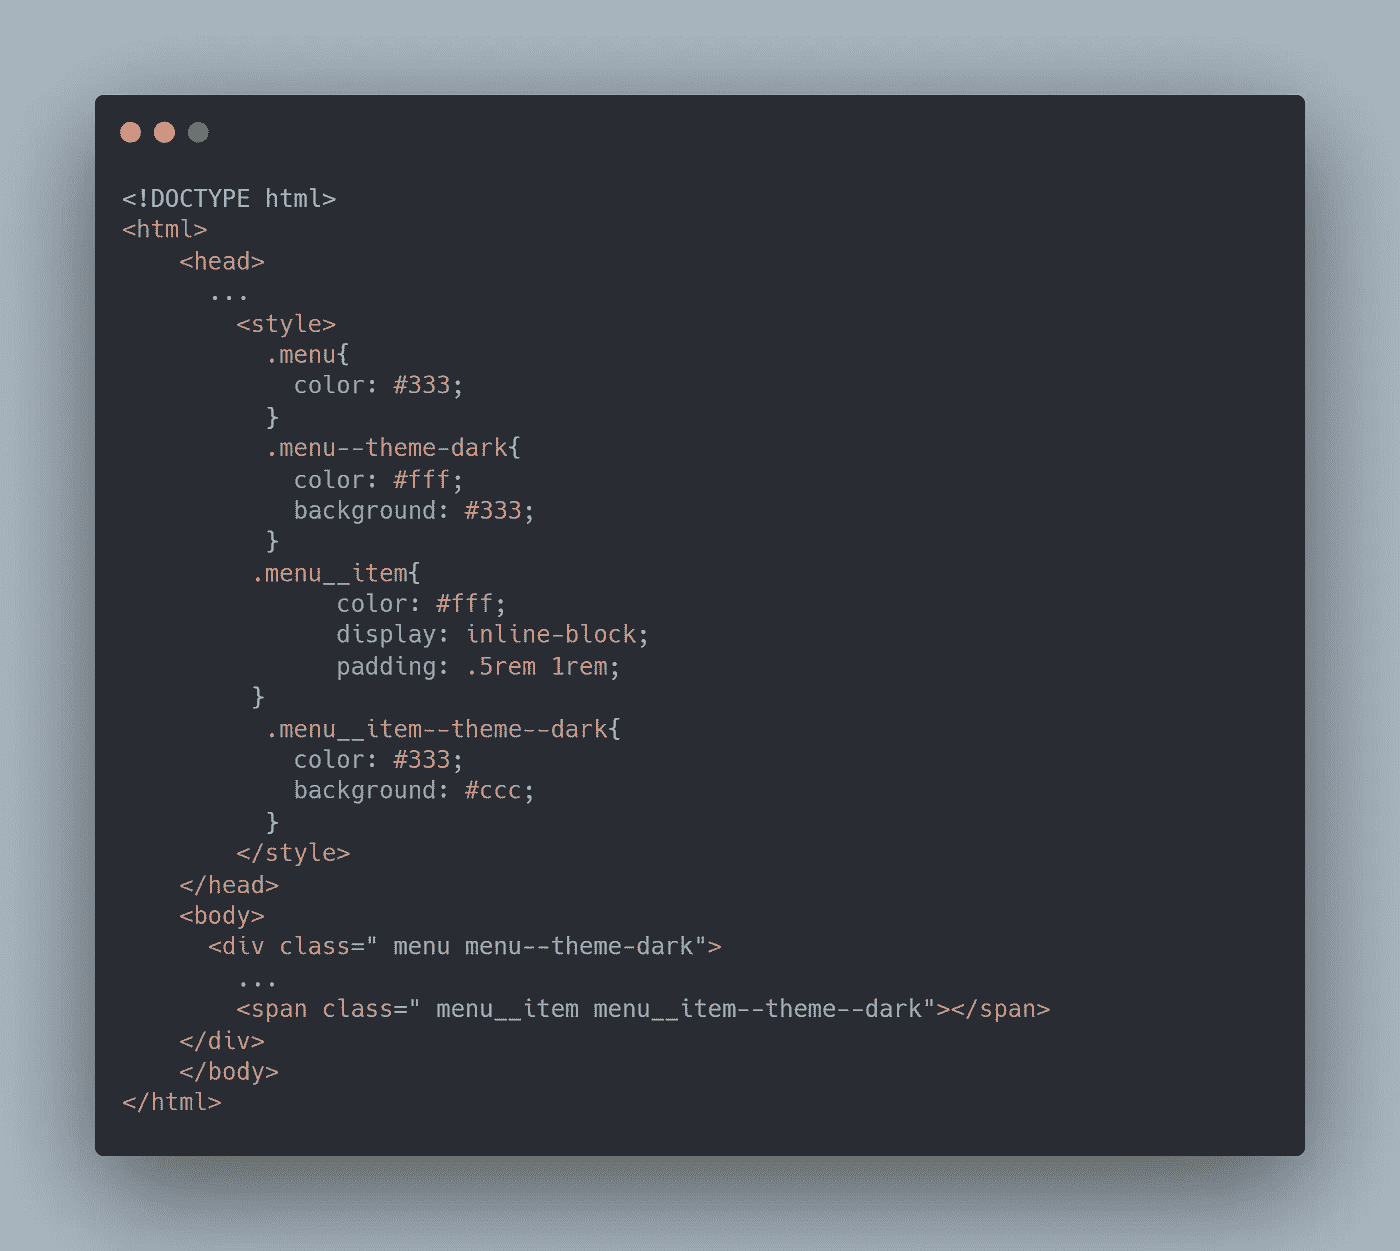 <!DOCTYPE html>
<html>
    <head>
      ...
        <style>
          .menu{
            color: #333;
          }
          .menu--theme-dark{
            color: #fff;
            background: #333;
          }
         .menu__item{
               color: #fff;
               display: inline-block;
               padding: .5rem 1rem;
         }
          .menu__item--theme--dark{
            color: #333;
            background: #ccc;
          }
        </style>
    </head>
    <body>
      <div class=" menu menu--theme-dark">
        ...
        <span class=" menu__item menu__item--theme--dark"></span>
    </div>
    </body>
</html>